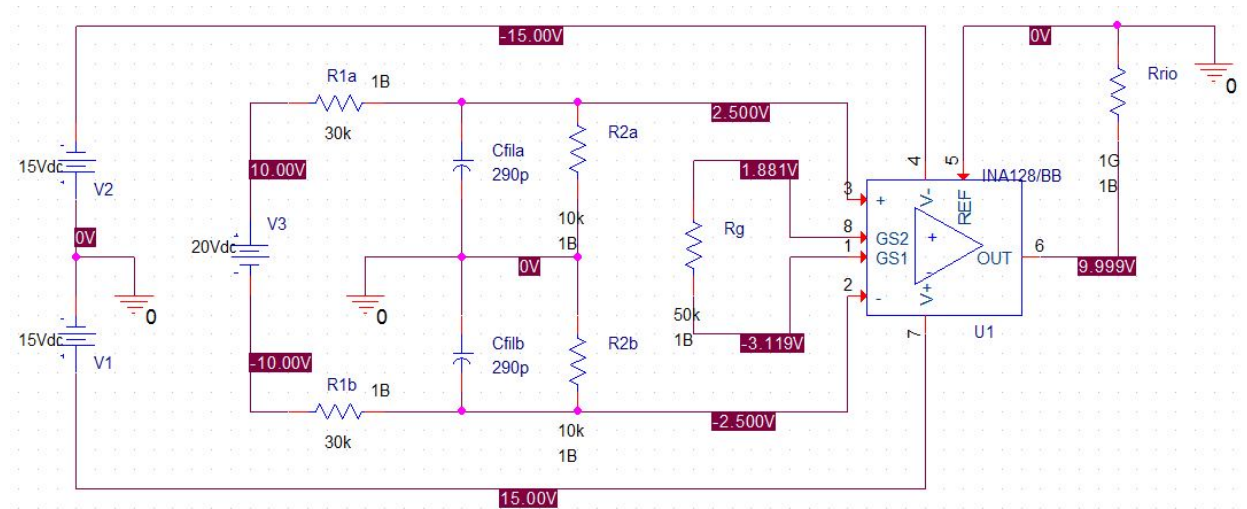 -15.00V
0V
R1a
1B
30k
2.500V
Rrio
0
15Vdc
V2
10.00V
Cfila
290p
R2a
10k
1B
1.881V
4
5
1G
1B
INA128/BB
3
+
V-
REF
V3
20Vdc
Rg
8
GS2
+
1
GS1
OUT
6
0V
0V
9.999V
0
0
50k
1B
-3.119V
2
-
-
V+
7
U1
15Vdc
V1
-10.00V
Cfilb
290p
R2b
R1b
1B
30k
10k
1B
-2.500V
15.00V